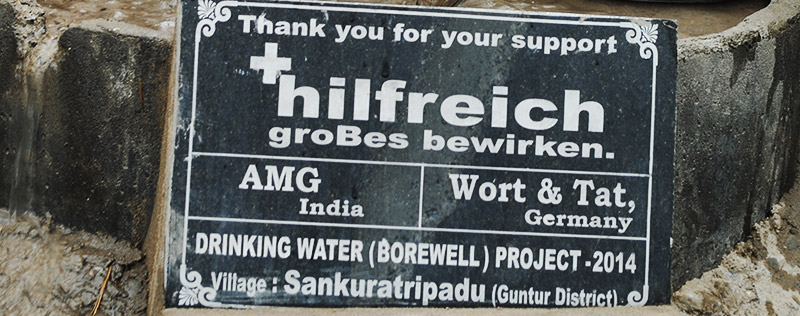 Thank you for your support
hilfreich
groBes bewirken.
AMG
India
Wort & Tat,
Germany
DRINKING WATER (BOREWELL) PROJECT - 2014
Village : Sankuratripadu (Guntur District)